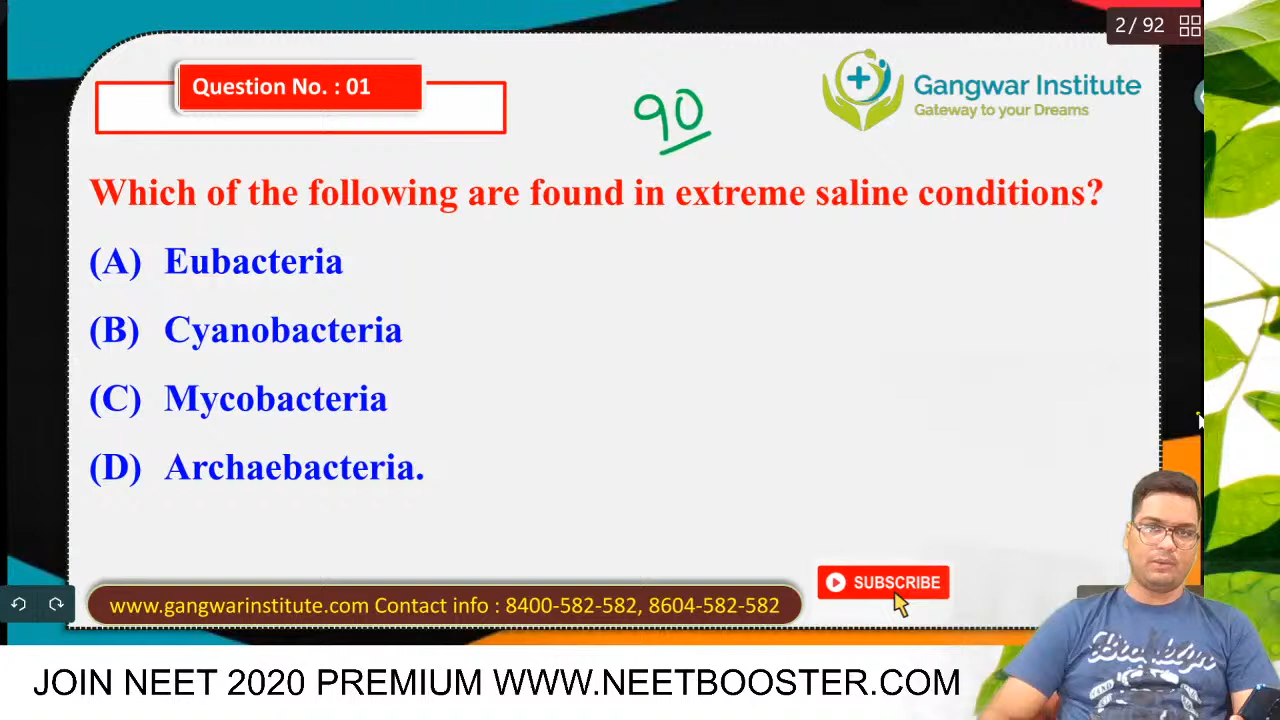 2 / 92
Question No. : 01
90
Gangwar Institute
Gateway to your Dreams
Which of the following are found in extreme saline conditions?
(A) Eubacteria
(B) Cyanobacteria
(C) Mycobacteria
(D) Archaebacteria.
www.gangwarinstitute.com Contact info : 8400-582-582, 8604-582-582
SUBSCRIBE
JOIN NEET 2020 PREMIUM WWW.NEETBOOSTER.COM